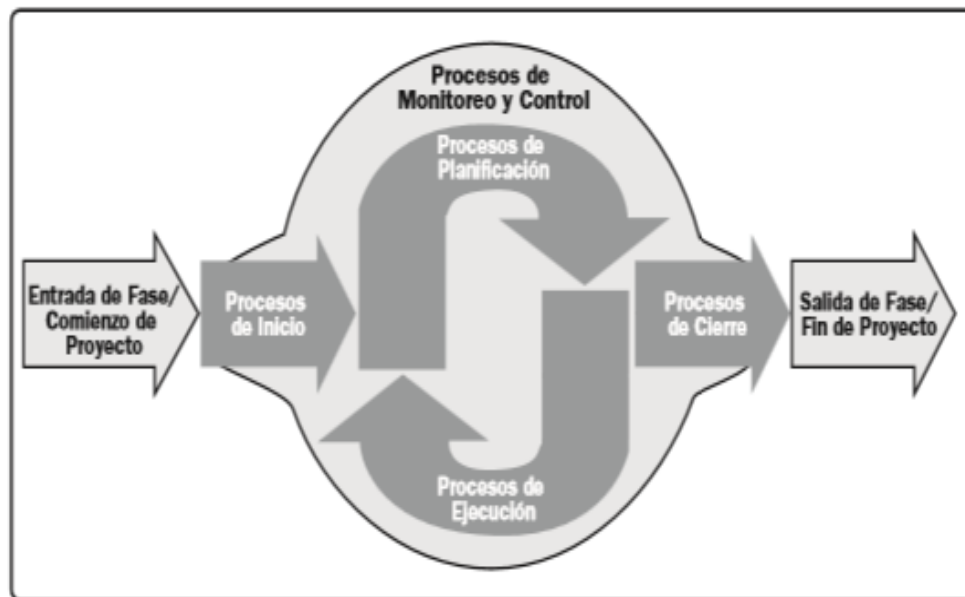 Procesos de
Monitoreo y Control
Procesos de
Planificación
Entrada de Fase/
Comienzo de
Proyecto
Procesos
de Inicio
Procesos
de Cierre
Salida de Fase/
Fin de Proyecto
Procesos de
Ejecución